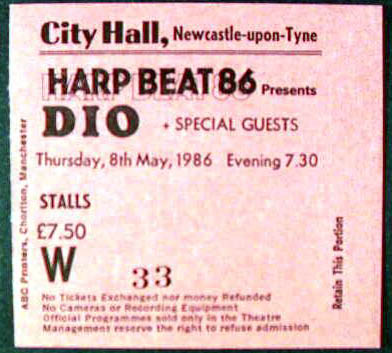 City Hall, Newcastle-upon-Tyne
HARP BEAT 86 Presents
DIO + SPECIAL GUESTS
Thursday, 8th May, 1986 Evening 7.30
STALLS
£7.50
W 33
No Tickets Exchanged nor money Refunded
No Cameras or Recording Equipment
Official Programmes sold only in the Theatre
Management reserve the right to refuse admission
ABC Printers, Chorlton, Manchester
Retain This Portion